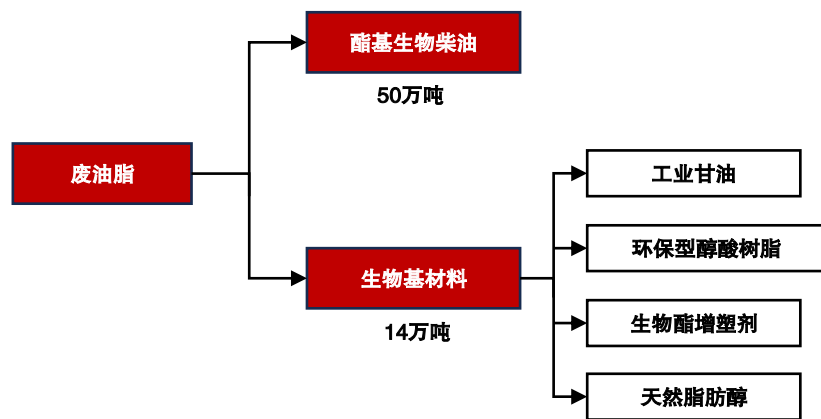 酯基生物柴油
50万吨
废油脂
工业甘油
环保型醇酸树脂
生物基材料
14万吨
生物酯增塑剂
天然脂肪醇